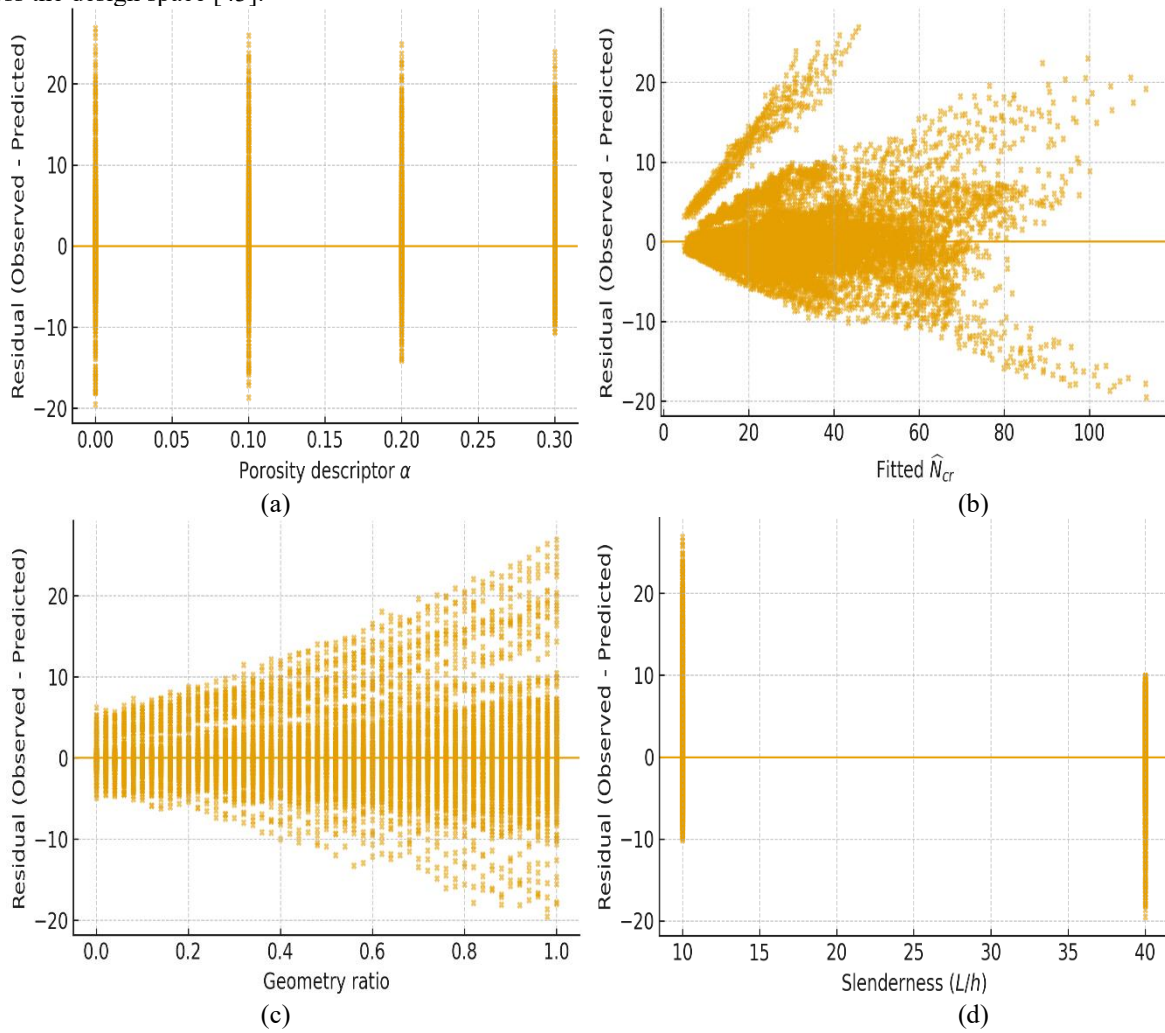 the design space [45].
Residual (Observed - Predicted)
20
10
0
−10
−20
0.00 0.05 0.10 0.15 0.20 0.25 0.30
Porosity descriptor α
(a)
Residual (Observed - Predicted)
20
10
0
−10
−20
20 40 60 80 100
Fitted N̂cr
(b)
Residual (Observed - Predicted)
20
10
0
−10
−20
0.0 0.2 0.4 0.6 0.8 1.0
Geometry ratio
(c)
Residual (Observed - Predicted)
20
10
0
−10
−20
10 15 20 25 30 35 40
Slenderness (L/h)
(d)